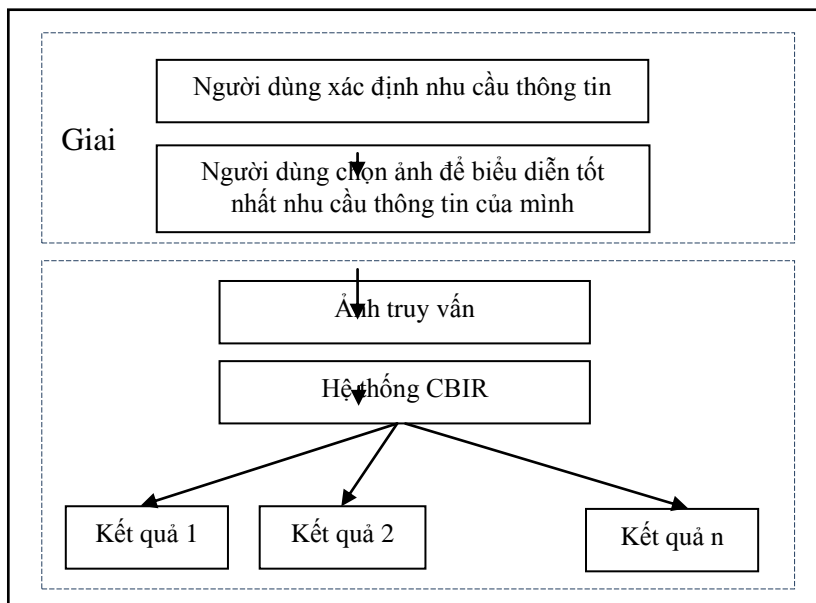 Người dùng xác định nhu cầu thông tin
Giai
Người dùng chọn ảnh để biểu diễn tốt
nhất nhu cầu thông tin của mình
Ảnh truy vấn
Hệ thống CBIR
Kết quả 1
Kết quả 2
Kết quả n